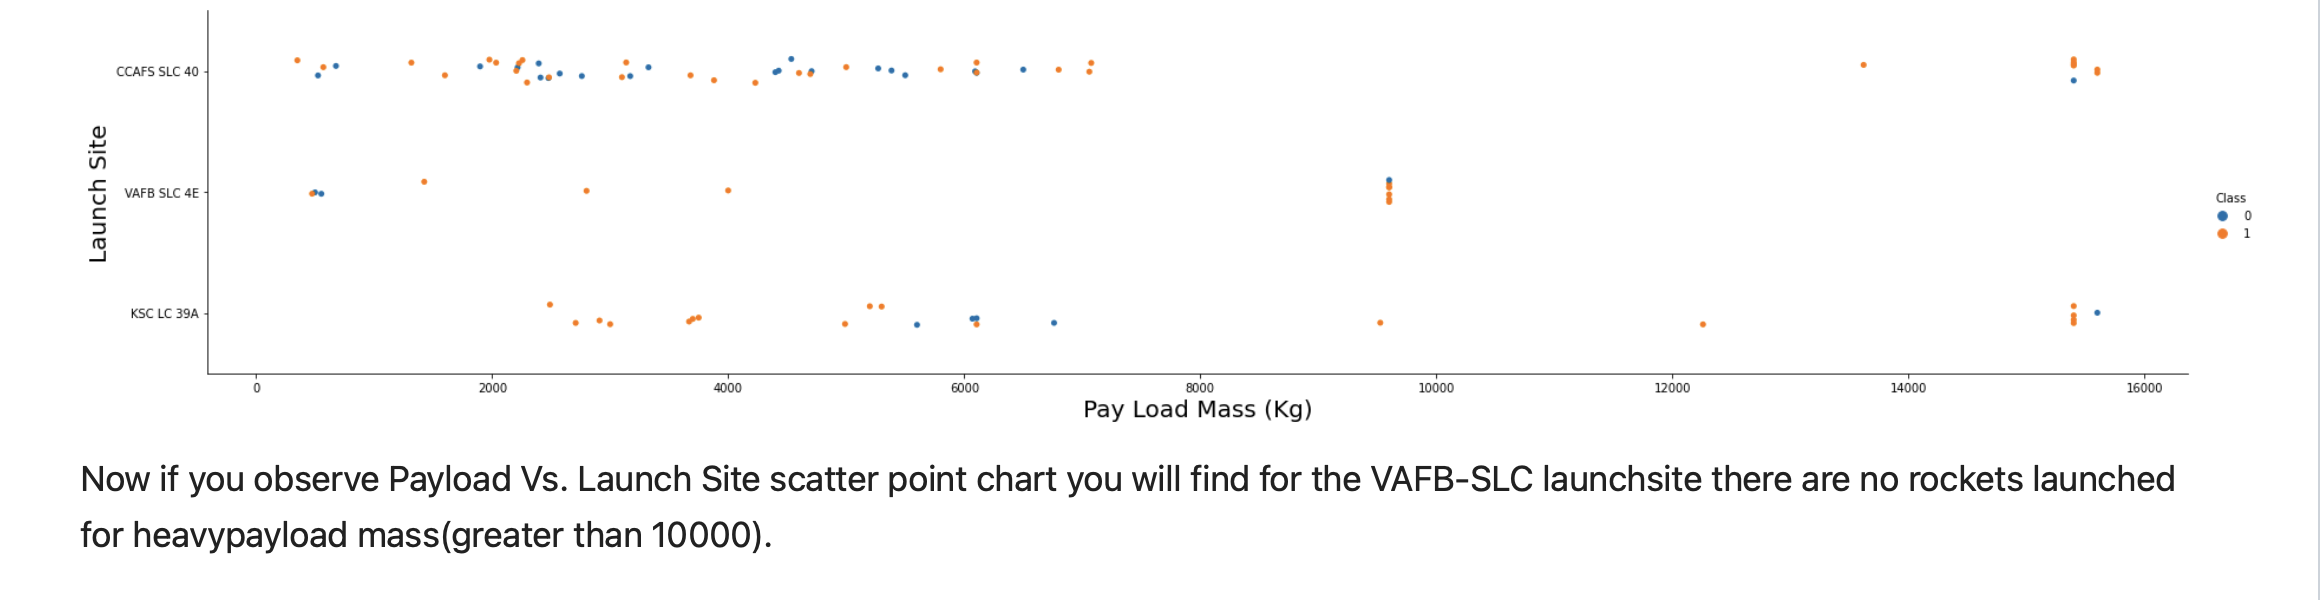 CCAFS SLC 40
VAFB SLC 4E
KSC LC 39A
Launch Site
0 2000 4000 6000 8000 10000 12000 14000 16000
Pay Load Mass (Kg)
Class
0
1
Now if you observe Payload Vs. Launch Site scatter point chart you will find for the VAFB-SLC launchsite there are no rockets launched
for heavypayload mass(greater than 10000).